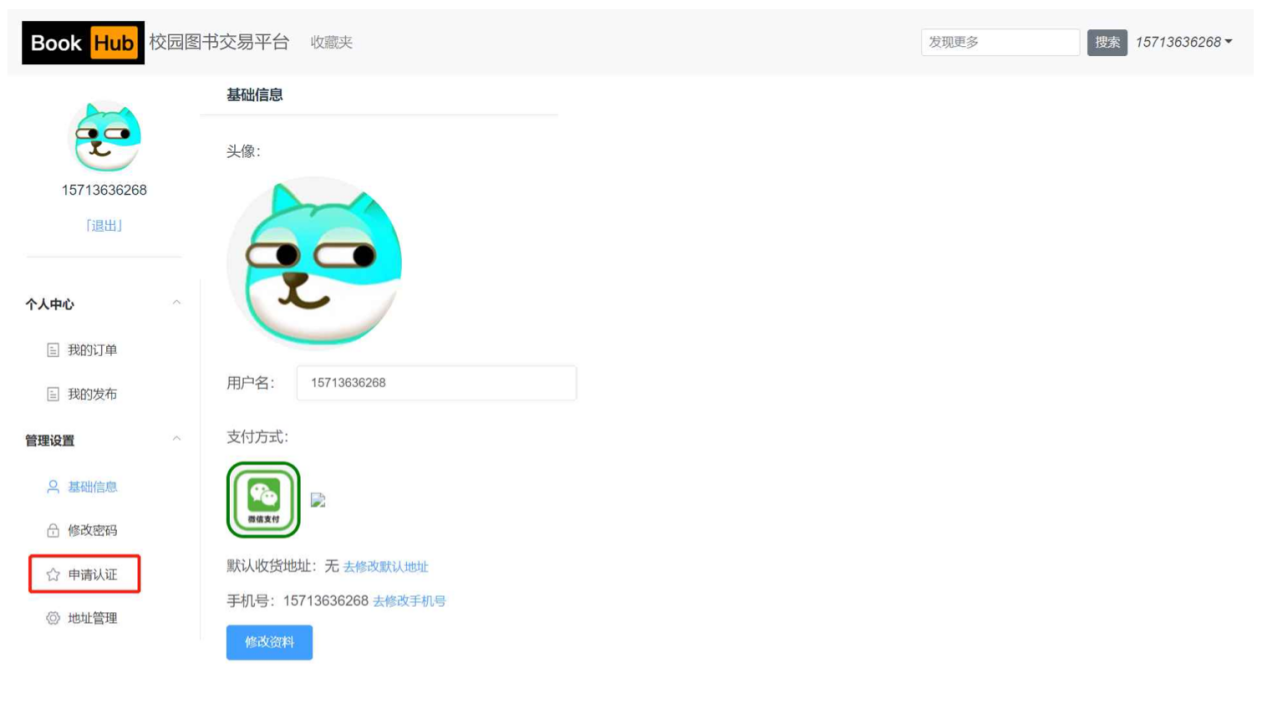 Book Hub 校园图书交易平台 收藏夹 发现更多 搜索 15713636268
15713636268
「退出」
个人中心
我的订单
我的发布
管理设置
基础信息
修改密码
申请认证
地址管理
基础信息
头像：
用户名： 15713636268
支付方式：
微信支付
默认收货地址：无 去修改默认地址
手机号：15713636268 去修改手机号
修改资料